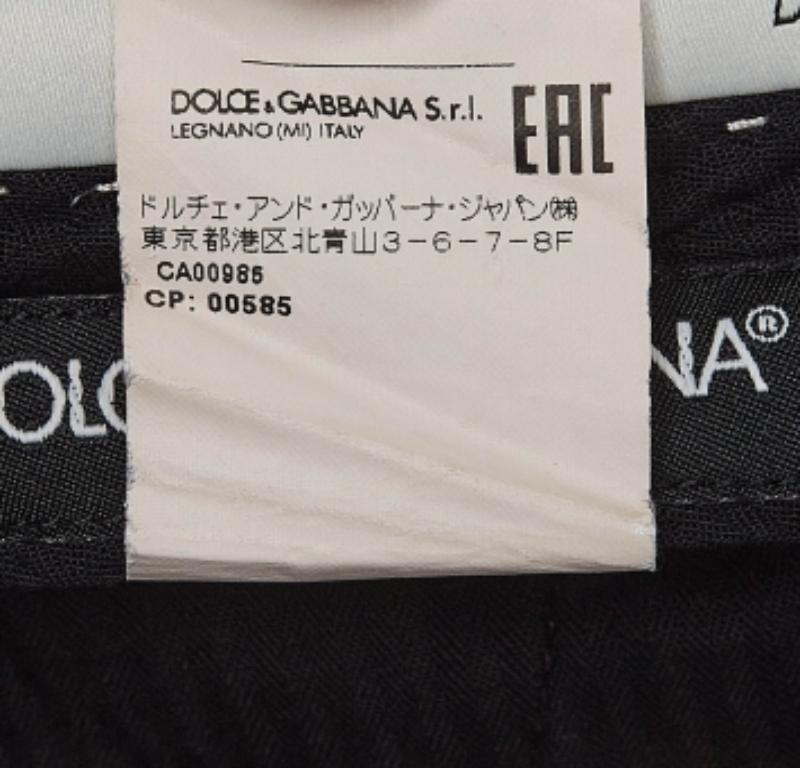 DOLCE & GABBANA S.r.l.
LEGNANO (MI) ITALY
EAC
ドルチェ・アンド・ガッバーナ・ジャパン㈱
東京都港区北青山3-6-7-8F
CA00985
CP: 00585
OLC
NA®